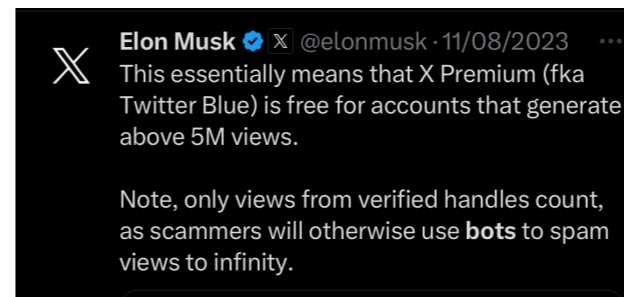 Elon Musk X @elonmusk · 11/08/2023 ...
This essentially means that X Premium (fka
Twitter Blue) is free for accounts that generate
above 5M views.
Note, only views from verified handles count,
as scammers will otherwise use bots to spam
views to infinity.